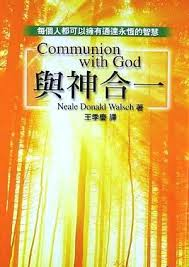 每個人都可以擁有通達永恆的智慧
Communion
with God
與神合一
Neale Donald Walsch 著
王季慶 譯